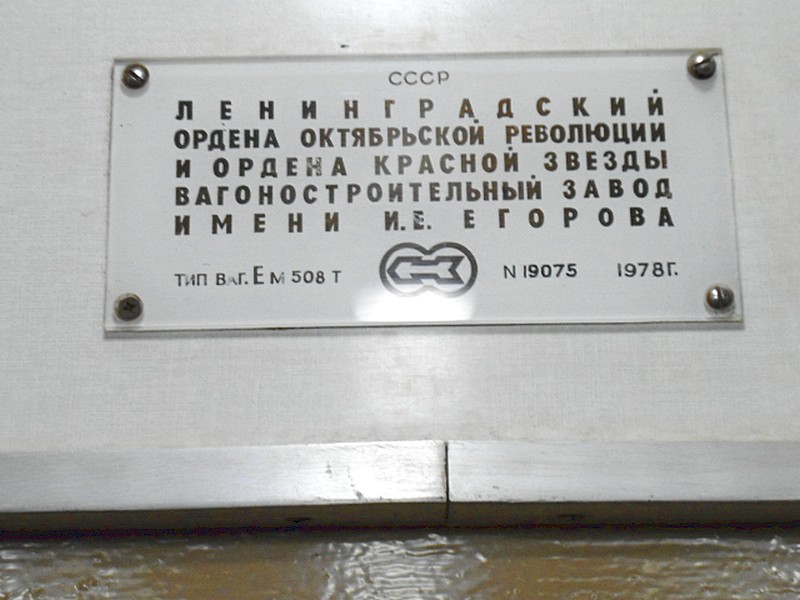 СССР
ЛЕНИНГРАДСКИЙ
ОРДЕНА ОКТЯБРЬСКОЙ РЕВОЛЮЦИИ
И ОРДЕНА КРАСНОЙ ЗВЕЗДЫ
ВАГОНОСТРОИТЕЛЬНЫЙ ЗАВОД
ИМЕНИ И.Е. ЕГОРОВА
ТИП ВАГ. ЕМ 508 Т N 19075 1978Г.